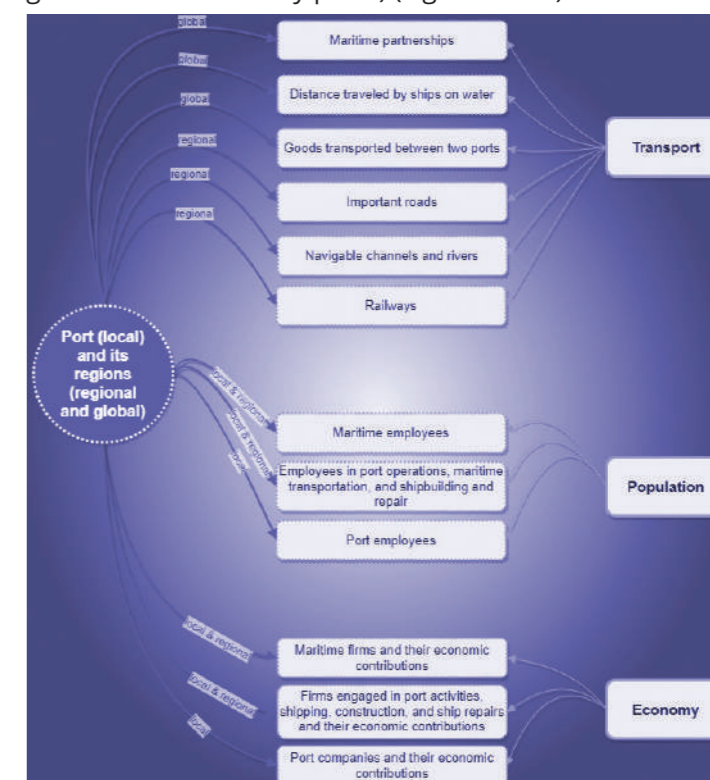 global
Maritime partnerships
global
Distance traveled by ships on water
global
Goods transported between two ports
Transport
regional
Important roads
regional
Navigable channels and rivers
regional
Railways
Port (local)
and its
regions
(regional
and global)
local & regional
Maritime employees
local & regional
Employees in port operations, maritime
transportation, and shipbuilding and
repair
Population
local
Port employees
local & regional
Maritime firms and their economic
contributions
local & regional
Firms engaged in port activities,
shipping, construction, and ship repairs
and their economic contributions
Economy
local
Port companies and their economic
contributions